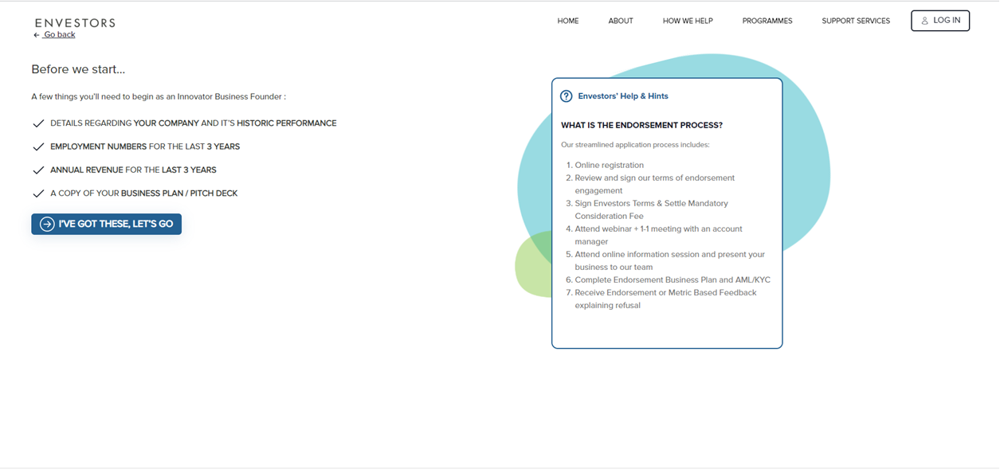 ENVESTORS
HOME ABOUT HOW WE HELP PROGRAMMES SUPPORT SERVICES LOG IN
← Go back
Before we start...
A few things you'll need to begin as an Innovator Business Founder :
DETAILS REGARDING YOUR COMPANY AND IT'S HISTORIC PERFORMANCE
EMPLOYMENT NUMBERS FOR THE LAST 3 YEARS
ANNUAL REVENUE FOR THE LAST 3 YEARS
A COPY OF YOUR BUSINESS PLAN / PITCH DECK
I'VE GOT THESE, LET'S GO
Envestors' Help & Hints
WHAT IS THE ENDORSEMENT PROCESS?
Our streamlined application process includes:
1. Online registration
2. Review and sign our terms of endorsement
engagement
3. Sign Envestors Terms & Settle Mandatory
Consideration Fee
4. Attend webinar + 1-1 meeting with an account
manager
5. Attend online information session and present your
business to our team
6. Complete Endorsement Business Plan and AML/KYC
7. Receive Endorsement or Metric Based Feedback
explaining refusal